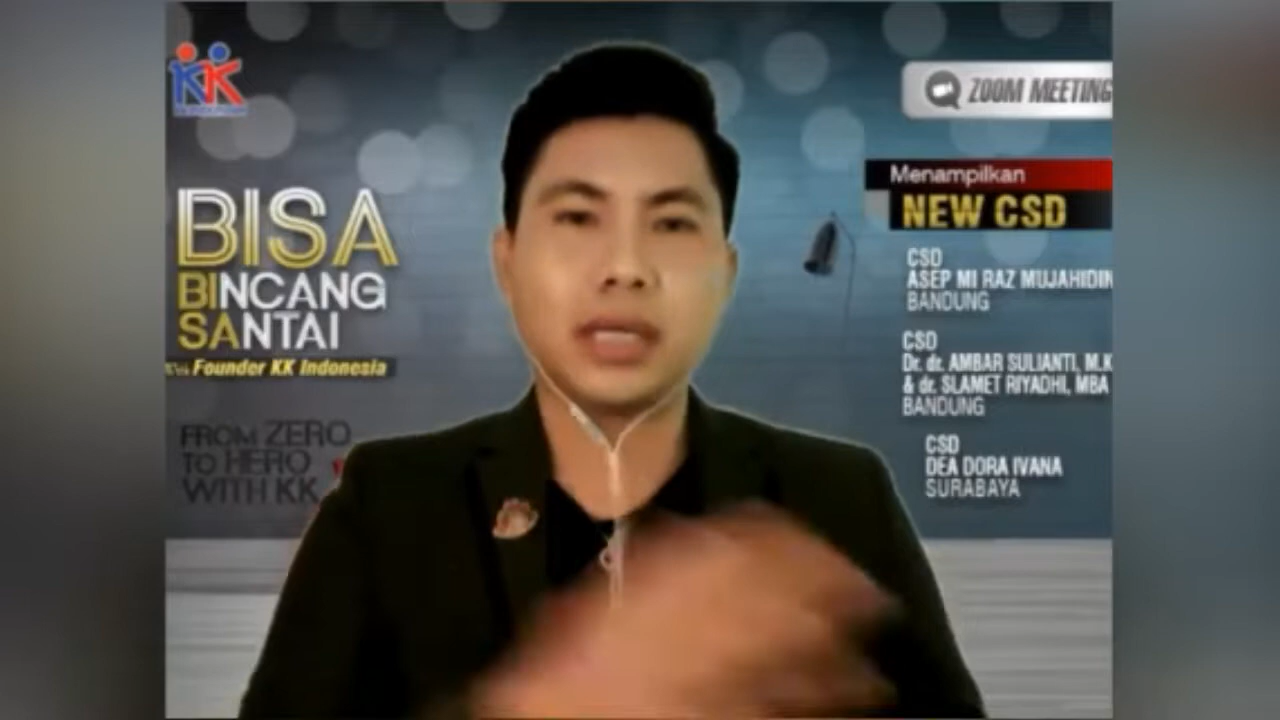 KK
BISA
BINCANG
SANTAI
Founder KK Indonesia
FROM ZERO
to HERO
WITH KK
ZOOM MEETING
Menampilkan
NEW CSD
CSD
ASEP MI RAZ MUJAHIDIN
BANDUNG
CSD
Dr. dr. AMBAR SULIANTI, M.K
& dr. SLAMET RIYADHI, MBA
BANDUNG
CSD
DEA DORA IVANA
SURABAYA